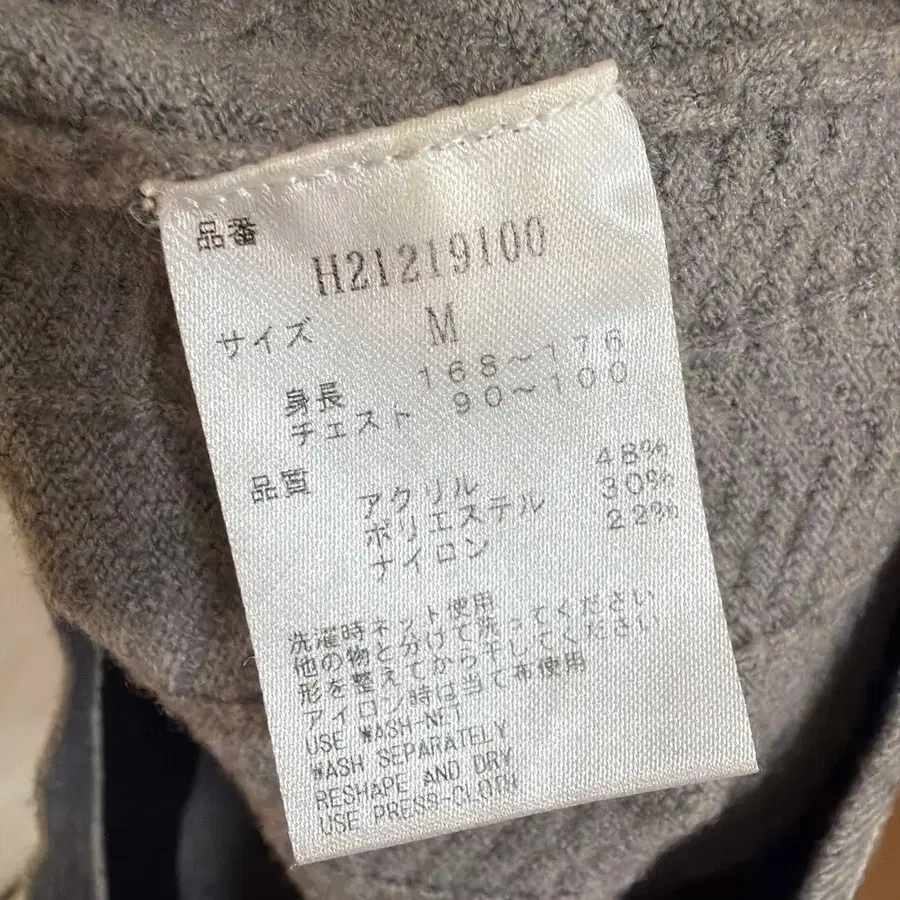 品番
H21219100
サイズ M
身長 168～176
チェスト 90～100
品質
アクリル 48%
ポリエステル 30%
ナイロン 22%
洗濯時ネット使用
他の物と分けて洗ってください
形を整えてから干してください
アイロン時は当て布使用
USE WASH-NET
WASH SEPARATELY
RESHAPE AND DRY
USE PRESS-CLOTH